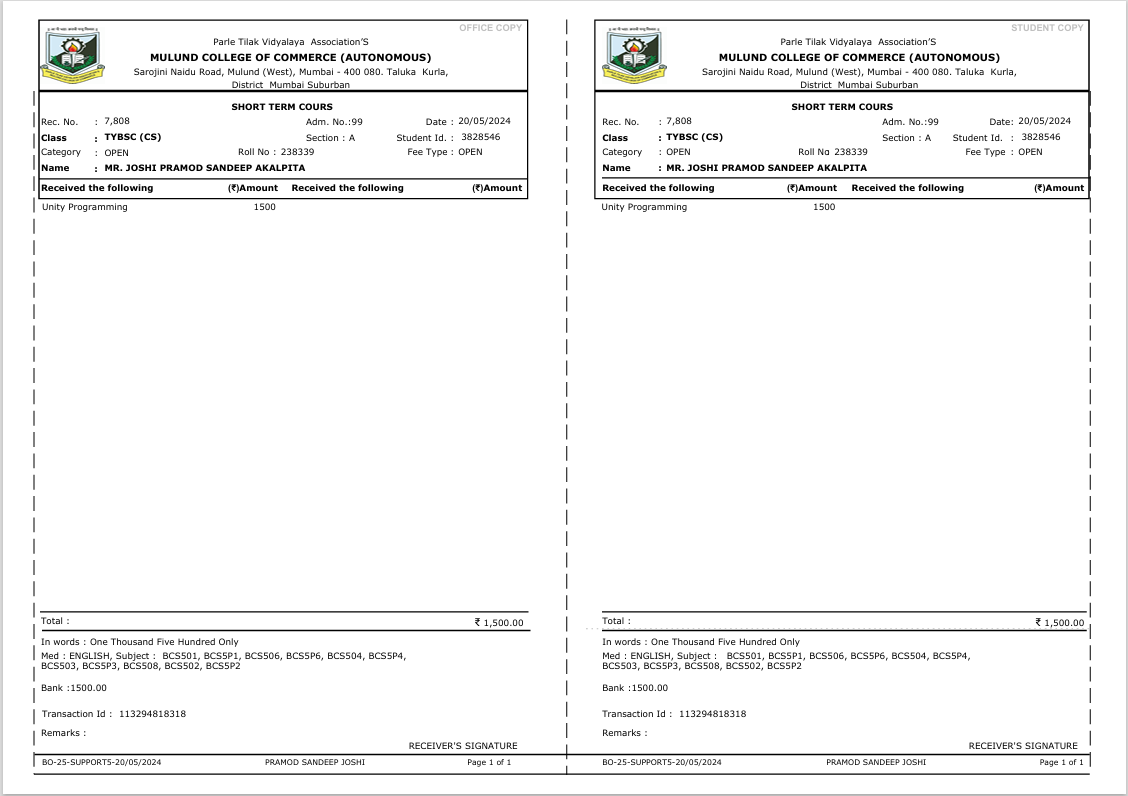 OFFICE COPY
Parle Tilak Vidyalaya Association'S
MULUND COLLEGE OF COMMERCE (AUTONOMOUS)
Sarojini Naidu Road, Mulund (West), Mumbai - 400 080. Taluka Kurla,
District Mumbai Suburban
SHORT TERM COURS
Rec. No. : 7,808 Adm. No.:99 Date : 20/05/2024
Class : TYBSC (CS) Section : A Student Id. : 3828546
Category : OPEN Roll No : 238339 Fee Type : OPEN
Name : MR. JOSHI PRAMOD SANDEEP AKALPITA
Received the following (₹)Amount Received the following (₹)Amount
Unity Programming 1500
Total : ₹ 1,500.00
In words : One Thousand Five Hundred Only
Med : ENGLISH, Subject : BCS501, BCS5P1, BCS506, BCS5P6, BCS504, BCS5P4,
BCS503, BCS5P3, BCS508, BCS502, BCS5P2
Bank :1500.00
Transaction Id : 113294818318
Remarks :
RECEIVER'S SIGNATURE
BO-25-SUPPORT5-20/05/2024 PRAMOD SANDEEP JOSHI Page 1 of 1
STUDENT COPY
Parle Tilak Vidyalaya Association'S
MULUND COLLEGE OF COMMERCE (AUTONOMOUS)
Sarojini Naidu Road, Mulund (West), Mumbai - 400 080. Taluka Kurla,
District Mumbai Suburban
SHORT TERM COURS
Rec. No. : 7,808 Adm. No.:99 Date: 20/05/2024
Class : TYBSC (CS) Section : A Student Id. : 3828546
Category : OPEN Roll No 238339 Fee Type : OPEN
Name : MR. JOSHI PRAMOD SANDEEP AKALPITA
Received the following (₹)Amount Received the following (₹)Amount
Unity Programming 1500
Total : ₹ 1,500.00
In words : One Thousand Five Hundred Only
Med : ENGLISH, Subject : BCS501, BCS5P1, BCS506, BCS5P6, BCS504, BCS5P4,
BCS503, BCS5P3, BCS508, BCS502, BCS5P2
Bank :1500.00
Transaction Id : 113294818318
Remarks :
RECEIVER'S SIGNATURE
BO-25-SUPPORT5-20/05/2024 PRAMOD SANDEEP JOSHI Page 1 of 1